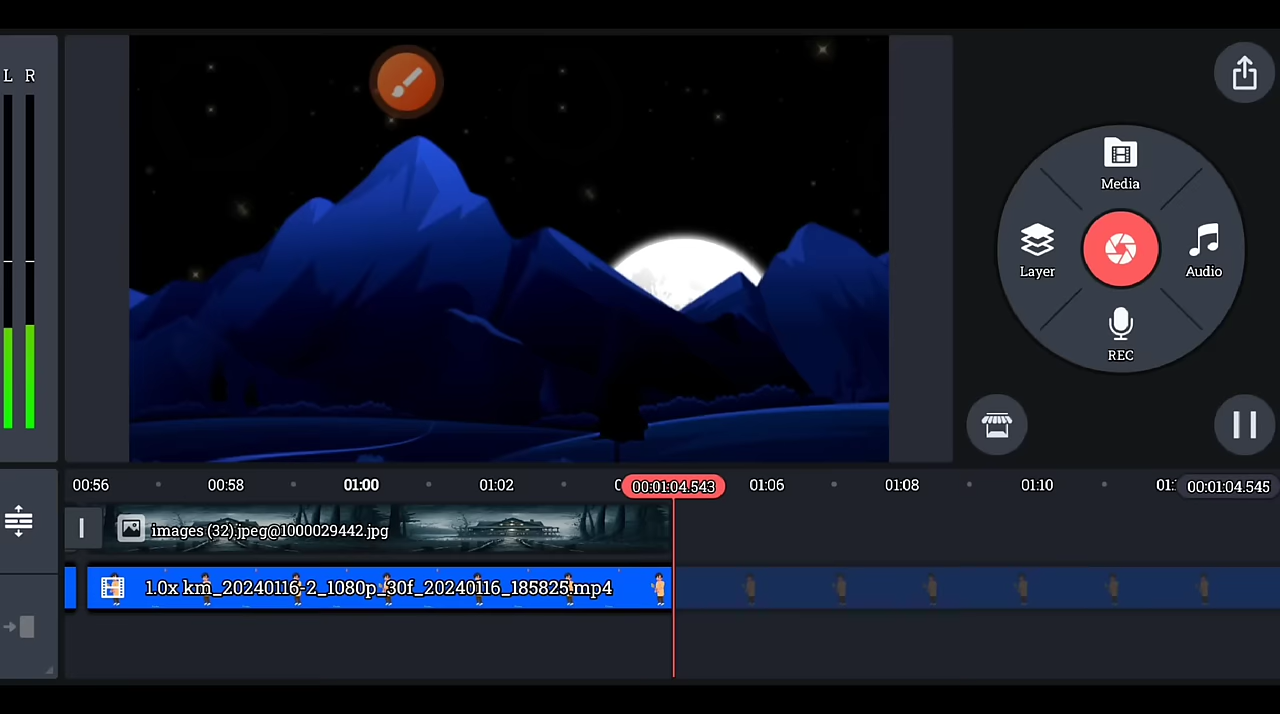 L R
Media
Layer
Audio
REC
00:56
00:58
01:00
01:02
00:01:04.543
01:06
01:08
01:10
00:01:04.545
images (32).jpeg@1000029442.jpg
1.0x km_20240116-2_1080p_30f_20240116_185825.mp4